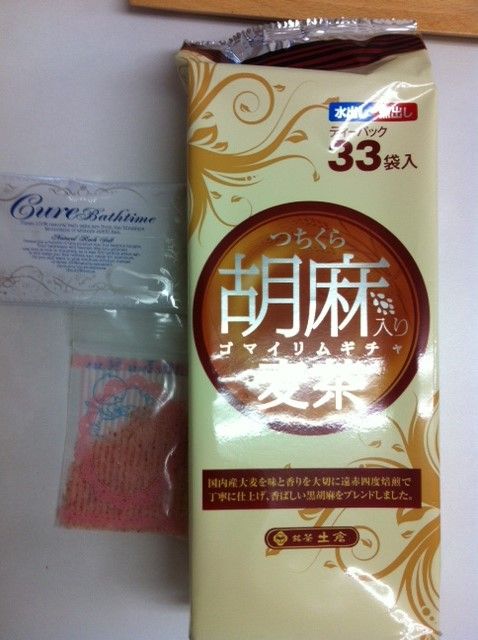 水出し・煮出し
ティーパック
33袋入
つちくら
胡麻入り
ゴマイリムギチャ
麦茶
国内産大麦を味と香りを大切に遠赤四度焙煎で
丁寧に仕上げ、香ばしい黒胡麻をブレンドしました。
銘茶 土倉
Cure Bathtime
Natural Rock Salt